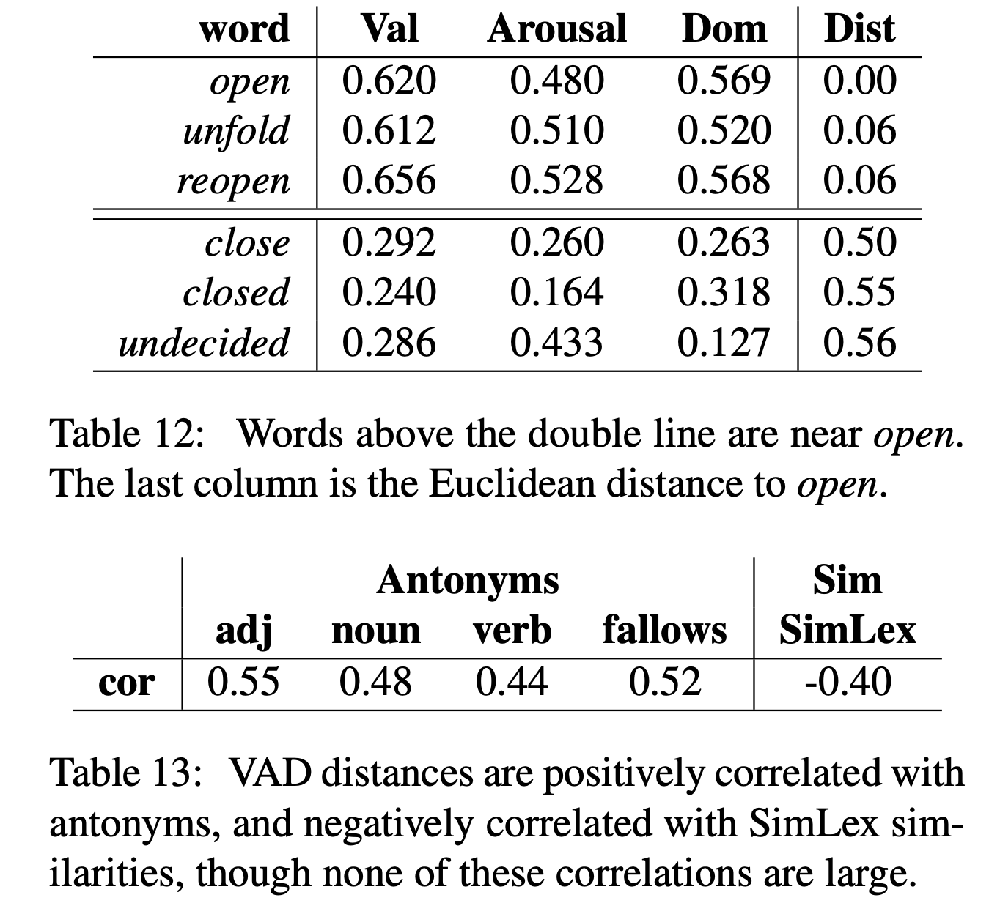 word Val Arousal Dom Dist
open 0.620 0.480 0.569 0.00
unfold 0.612 0.510 0.520 0.06
reopen 0.656 0.528 0.568 0.06
close 0.292 0.260 0.263 0.50
closed 0.240 0.164 0.318 0.55
undecided 0.286 0.433 0.127 0.56
Table 12: Words above the double line are near open.
The last column is the Euclidean distance to open.
Antonyms Sim
adj noun verb fallows SimLex
cor 0.55 0.48 0.44 0.52 -0.40
Table 13: VAD distances are positively correlated with
antonyms, and negatively correlated with SimLex sim-
ilarities, though none of these correlations are large.